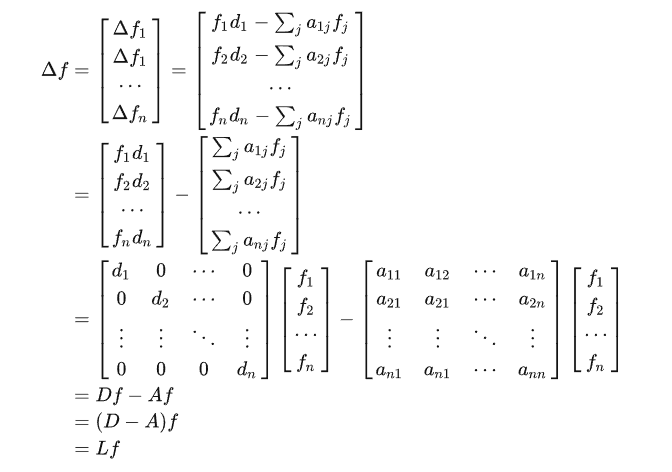 \Delta f = \begin{bmatrix} \Delta f_1 \\ \Delta f_1 \\ \cdots \\ \Delta f_n \end{bmatrix} = \begin{bmatrix} f_1 d_1 - \sum_j a_{1j} f_j \\ f_2 d_2 - \sum_j a_{2j} f_j \\ \cdots \\ f_n d_n - \sum_j a_{nj} f_j \end{bmatrix}
= \begin{bmatrix} f_1 d_1 \\ f_2 d_2 \\ \cdots \\ f_n d_n \end{bmatrix} - \begin{bmatrix} \sum_j a_{1j} f_j \\ \sum_j a_{2j} f_j \\ \cdots \\ \sum_j a_{nj} f_j \end{bmatrix}
= \begin{bmatrix} d_1 & 0 & \cdots & 0 \\ 0 & d_2 & \cdots & 0 \\ \vdots & \vdots & \ddots & \vdots \\ 0 & 0 & 0 & d_n \end{bmatrix} \begin{bmatrix} f_1 \\ f_2 \\ \cdots \\ f_n \end{bmatrix} - \begin{bmatrix} a_{11} & a_{12} & \cdots & a_{1n} \\ a_{21} & a_{21} & \cdots & a_{2n} \\ \vdots & \vdots & \ddots & \vdots \\ a_{n1} & a_{n1} & \cdots & a_{nn} \end{bmatrix} \begin{bmatrix} f_1 \\ f_2 \\ \cdots \\ f_n \end{bmatrix}
= Df - Af
= (D - A)f
= Lf